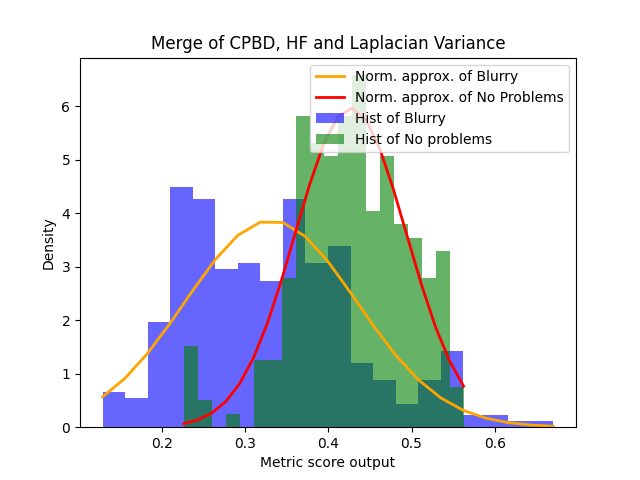 Merge of CPBD, HF and Laplacian Variance
Norm. approx. of Blurry
Norm. approx. of No Problems
Hist of Blurry
Hist of No problems
6
5
4
3
2
1
0
Density
0.2 0.3 0.4 0.5 0.6
Metric score output